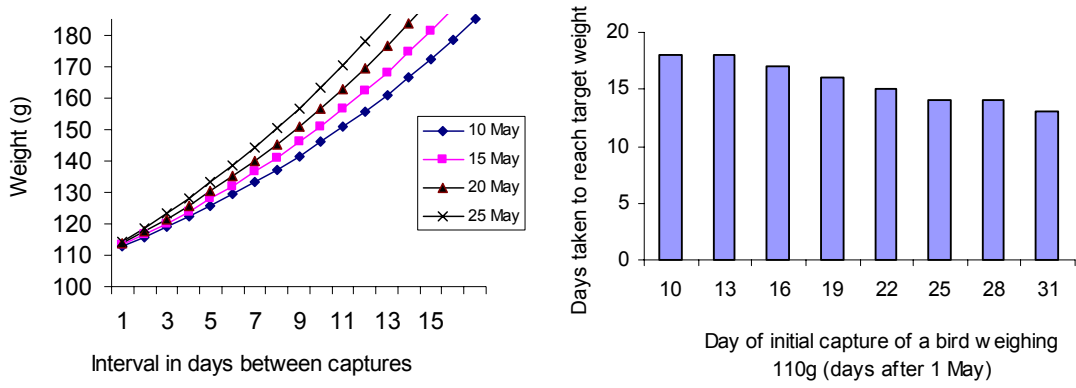 180
170
160
150
140
130
120
110
100
Weight (g)
1 3 5 7 9 11 13 15
Interval in days between captures
10 May
15 May
20 May
25 May
20
15
10
5
0
Days taken to reach target weight
10 13 16 19 22 25 28 31
Day of initial capture of a bird weighing
110g (days after 1 May)